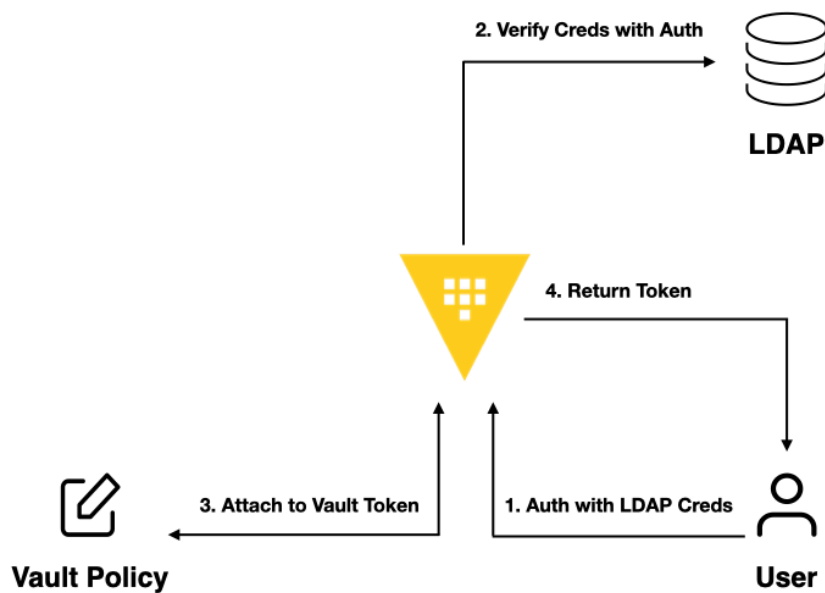 2. Verify Creds with Auth
LDAP
4. Return Token
3. Attach to Vault Token
1. Auth with LDAP Creds
Vault Policy
User